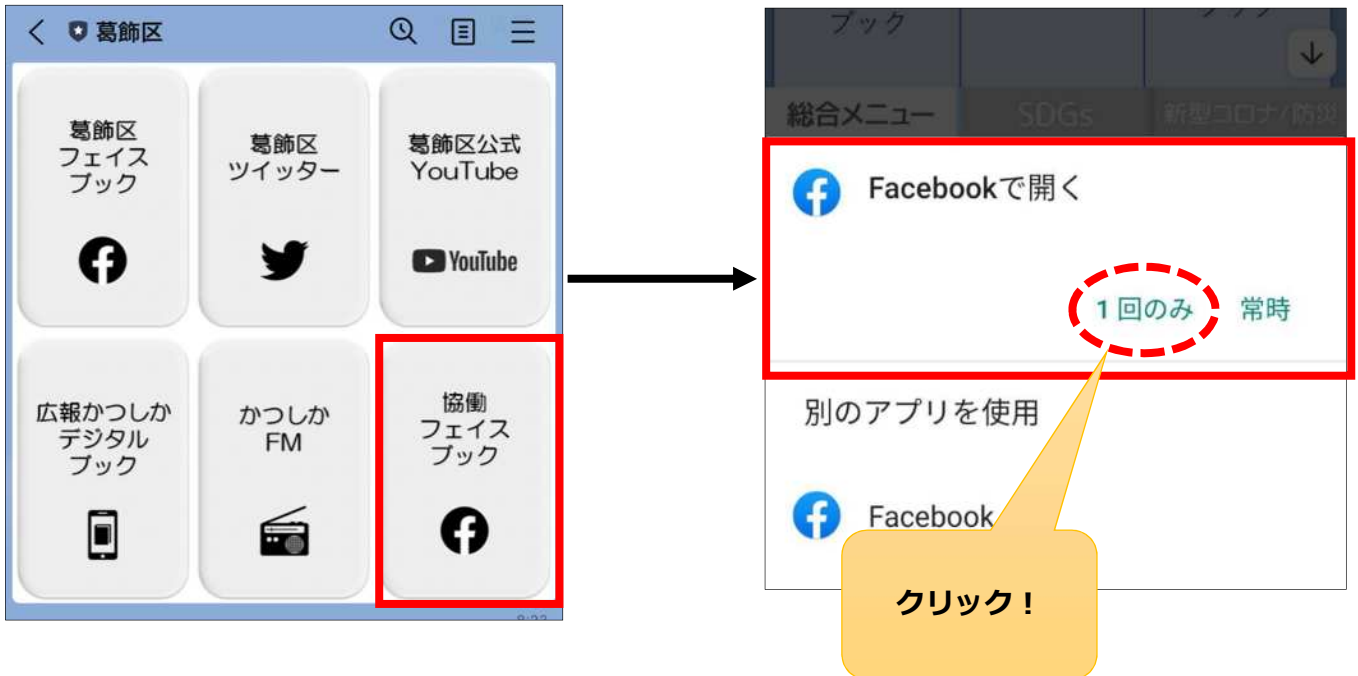 葛飾区
葛飾区
フェイス
ブック
葛飾区
ツイッター
葛飾区公式
YouTube
YouTube
広報かつしか
デジタル
ブック
かつしか
FM
協働
フェイス
ブック
ブック
総合メニュー
SDGs
新型コロナ/防災
Facebookで開く
1回のみ
常時
別のアプリを使用
Facebook
クリック！